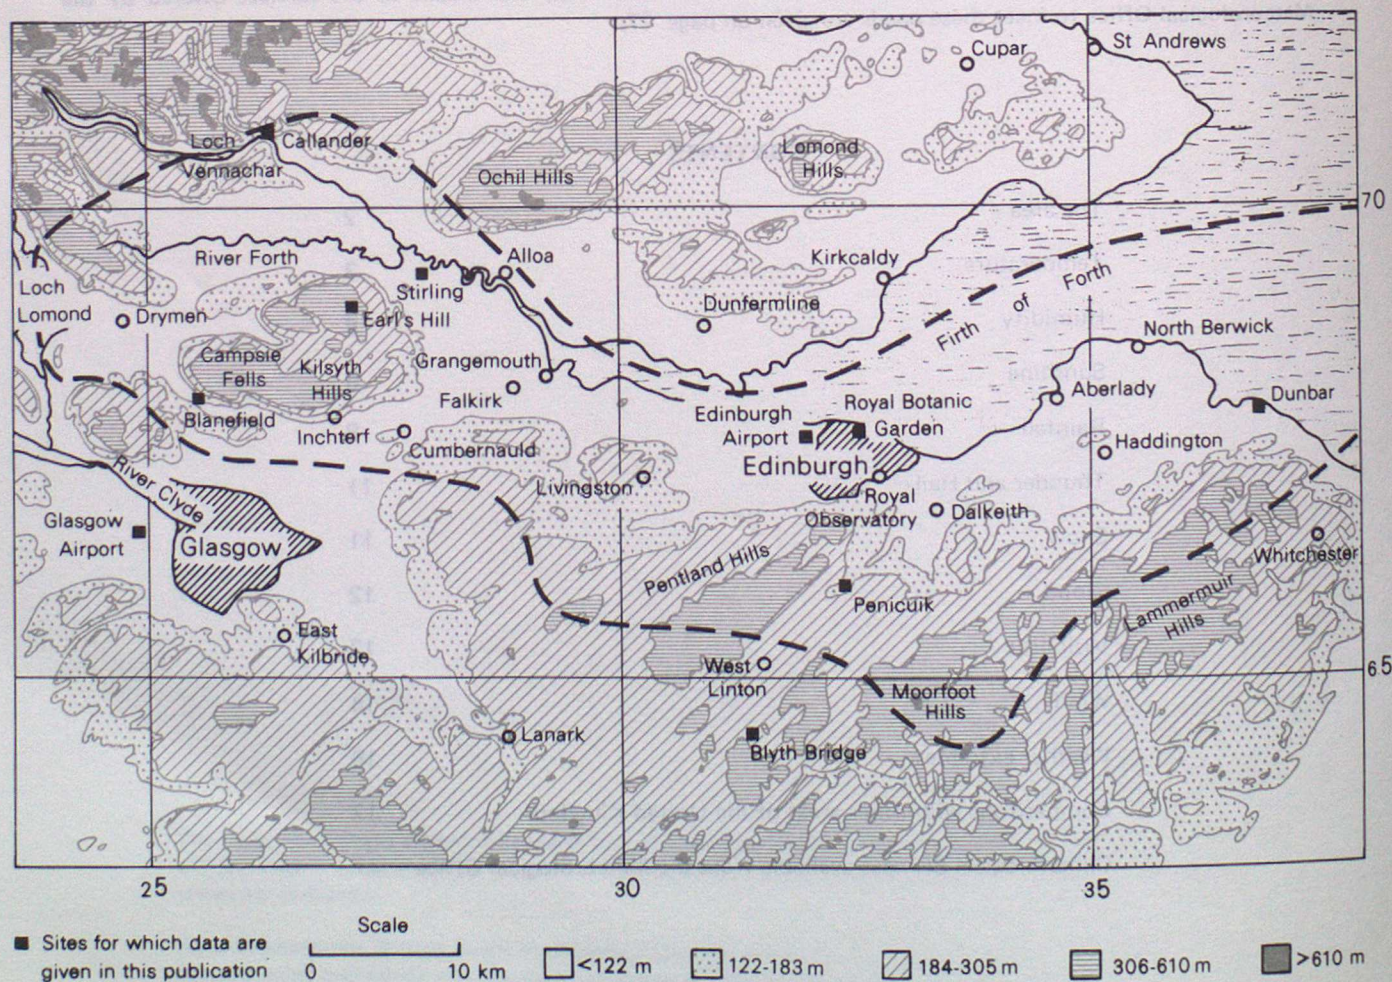 Cupar
St Andrews
Loch
Vennachar
Callander
Ochil Hills
Lomond
Hills
70
River Forth
Alloa
Kirkcaldy
Loch
Lomond
Stirling
Drymen
Earl's Hill
Dunfermline
Firth of Forth
North Berwick
Campsie
Fells
Kilsyth
Hills
Grangemouth
Falkirk
Aberlady
Dunbar
Blanefield
Inchterf
Cumbernauld
Edinburgh
Airport
Royal Botanic
Garden
Haddington
Edinburgh
River Clyde
Livingston
Royal
Observatory
Dalkeith
Glasgow
Airport
Glasgow
Pentland Hills
Whitchester
Penicuik
Lammermuir
Hills
East
Kilbride
West
Linton
65
Moorfoot
Hills
Lanark
Blyth Bridge
25
30
35
Sites for which data are
given in this publication
Scale
0
10 km
<122 m
122-183 m
184-305 m
306-610 m
>610 m